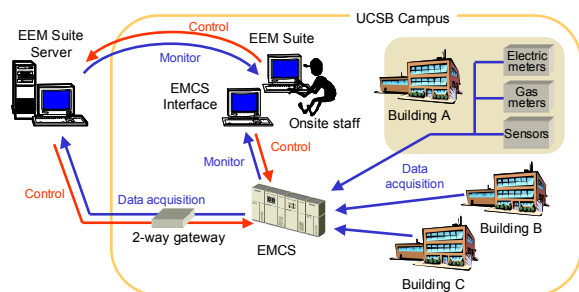 UCSB Campus
Control
EEM Suite
Server
EEM Suite
Monitor
EMCS
Interface
Onsite staff
Building A
Electric
meters
Gas
meters
Sensors
Control
Monitor
Data
acquisition
Control
Data acquisition
2-way gateway
EMCS
Building B
Building C